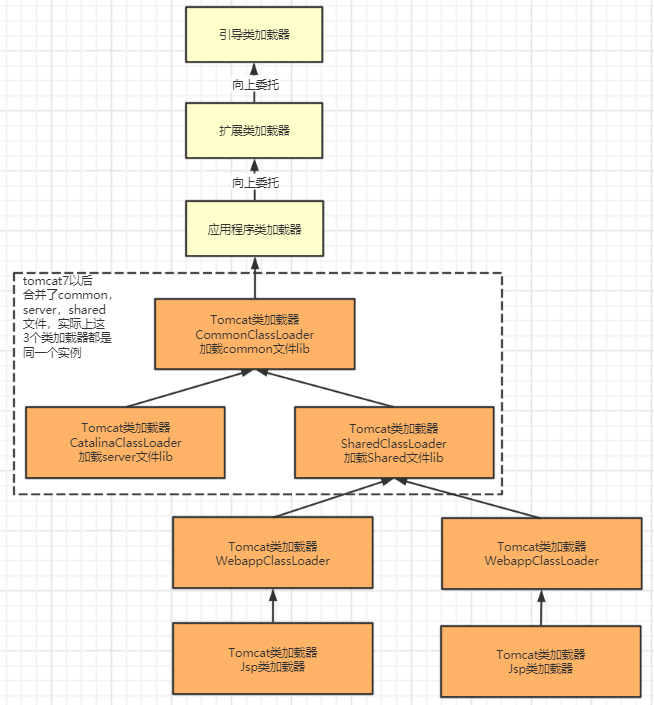 引导类加载器
向上委托
扩展类加载器
向上委托
应用程序类加载器
tomcat7以后
合并了common，
server，shared
文件，实际上这
3个类加载器都是
同一个实例
Tomcat类加载器
CommonClassLoader
加载common文件lib
Tomcat类加载器
CatalinaClassLoader
加载server文件lib
Tomcat类加载器
SharedClassLoader
加载Shared文件lib
Tomcat类加载器
WebappClassLoader
Tomcat类加载器
WebappClassLoader
Tomcat类加载器
Jsp类加载器
Tomcat类加载器
Jsp类加载器